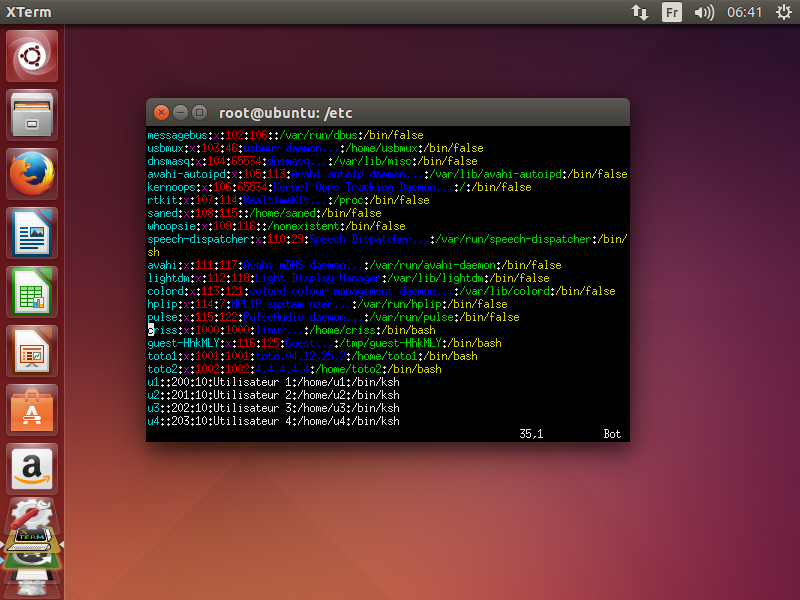 XTerm
Fr
06:41
root@ubuntu: /etc
messagebus:x:102:106::/var/run/dbus:/bin/false
usbmux:x:103:46:usbmux daemon,,,:/home/usbmux:/bin/false
dnsmasq:x:104:65534:dnsmasq,,,:/var/lib/misc:/bin/false
avahi-autoipd:x:105:113:Avahi autoip daemon,,,:/var/lib/avahi-autoipd:/bin/false
kernoops:x:106:65534:Kernel Oops Tracking Daemon,,,:/:/bin/false
rtkit:x:107:114:RealtimeKit,,,:/proc:/bin/false
saned:x:108:115::/home/saned:/bin/false
whoopsie:x:109:116::/nonexistent:/bin/false
speech-dispatcher:x:110:29:Speech Dispatcher,,,:/var/run/speech-dispatcher:/bin/
sh
avahi:x:111:117:Avahi mDNS daemon,,,:/var/run/avahi-daemon:/bin/false
lightdm:x:112:118:Light Display Manager:/var/lib/lightdm:/bin/false
colord:x:113:121:colord colour management daemon,,,:/var/lib/colord:/bin/false
hplip:x:114:7:HPLIP system user,,,:/var/run/hplip:/bin/false
pulse:x:115:122:PulseAudio daemon,,,:/var/run/pulse:/bin/false
criss:x:1000:1000:linux,,,:/home/criss:/bin/bash
guest-HhkMLY:x:116:125:Guest,,,:/tmp/guest-HhkMLY:/bin/bash
toto1:x:1001:1001:toto,04,12,25,2:/home/toto1:/bin/bash
toto2:x:1002:1002:4,4,4,4,4:/home/toto2:/bin/bash
u1::200:10:Utilisateur 1:/home/u1:/bin/ksh
u2::201:10:Utilisateur 2:/home/u2:/bin/ksh
u3::202:10:Utilisateur 3:/home/u3:/bin/ksh
u4::203:10:Utilisateur 4:/home/u4:/bin/ksh
35,1 Bot
A
a
X TERM